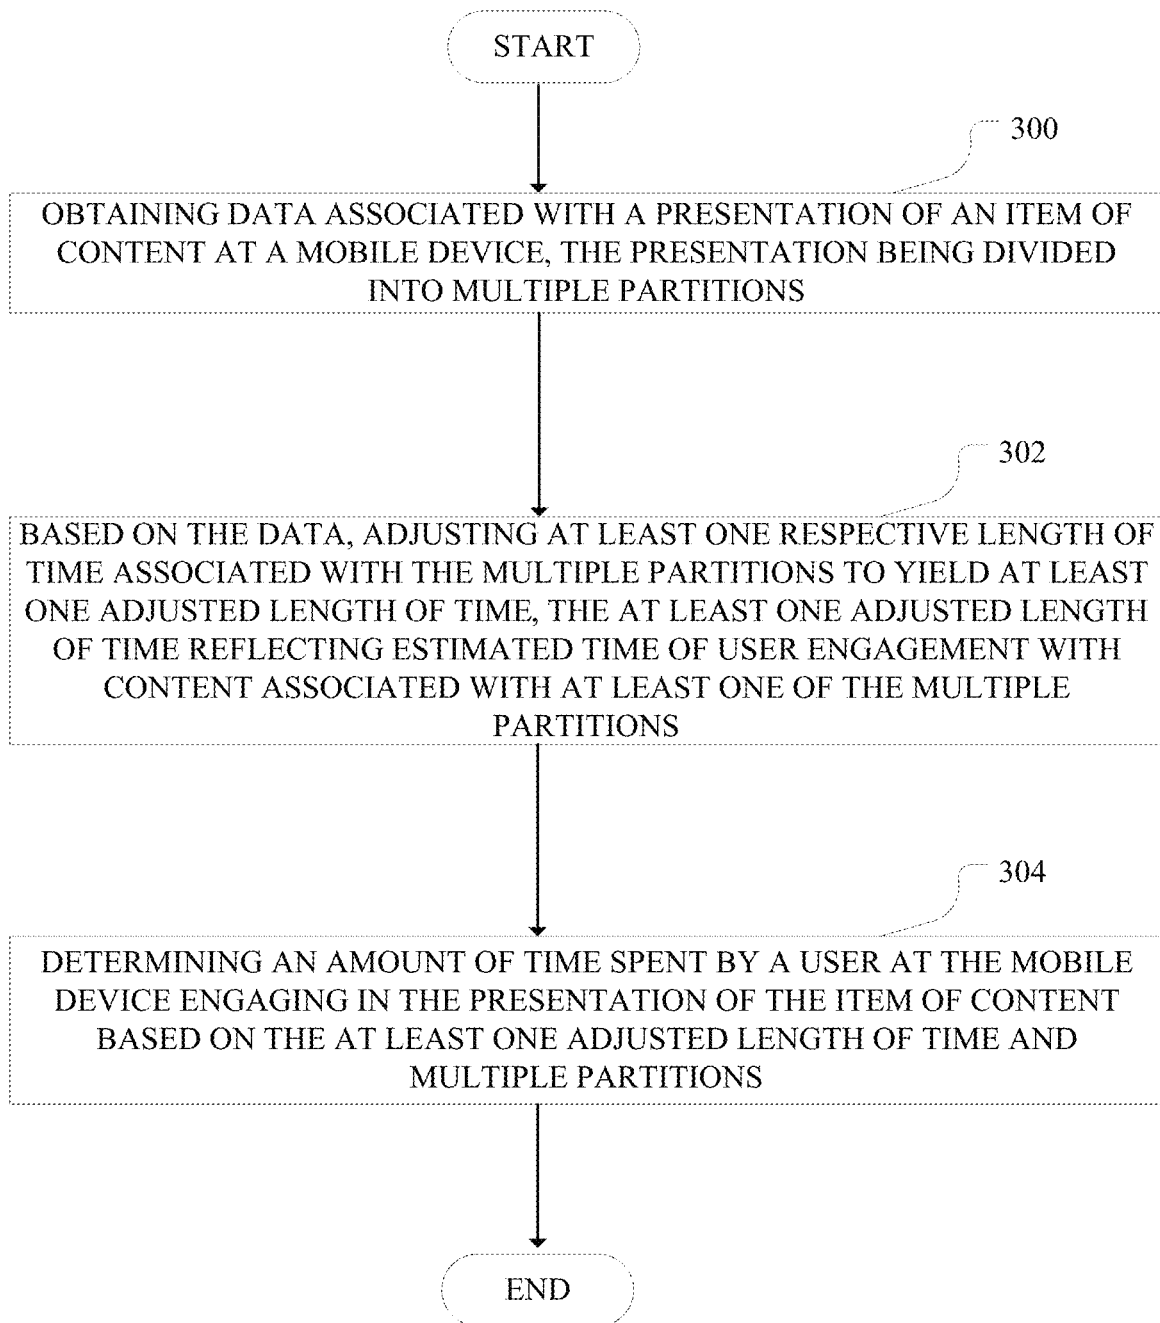 START
300
OBTAINING DATA ASSOCIATED WITH A PRESENTATION OF AN ITEM OF
CONTENT AT A MOBILE DEVICE, THE PRESENTATION BEING DIVIDED
INTO MULTIPLE PARTITIONS
302
BASED ON THE DATA, ADJUSTING AT LEAST ONE RESPECTIVE LENGTH OF
TIME ASSOCIATED WITH THE MULTIPLE PARTITIONS TO YIELD AT LEAST
ONE ADJUSTED LENGTH OF TIME, THE AT LEAST ONE ADJUSTED LENGTH
OF TIME REFLECTING ESTIMATED TIME OF USER ENGAGEMENT WITH
CONTENT ASSOCIATED WITH AT LEAST ONE OF THE MULTIPLE
PARTITIONS
304
DETERMINING AN AMOUNT OF TIME SPENT BY A USER AT THE MOBILE
DEVICE ENGAGING IN THE PRESENTATION OF THE ITEM OF CONTENT
BASED ON THE AT LEAST ONE ADJUSTED LENGTH OF TIME AND
MULTIPLE PARTITIONS
END